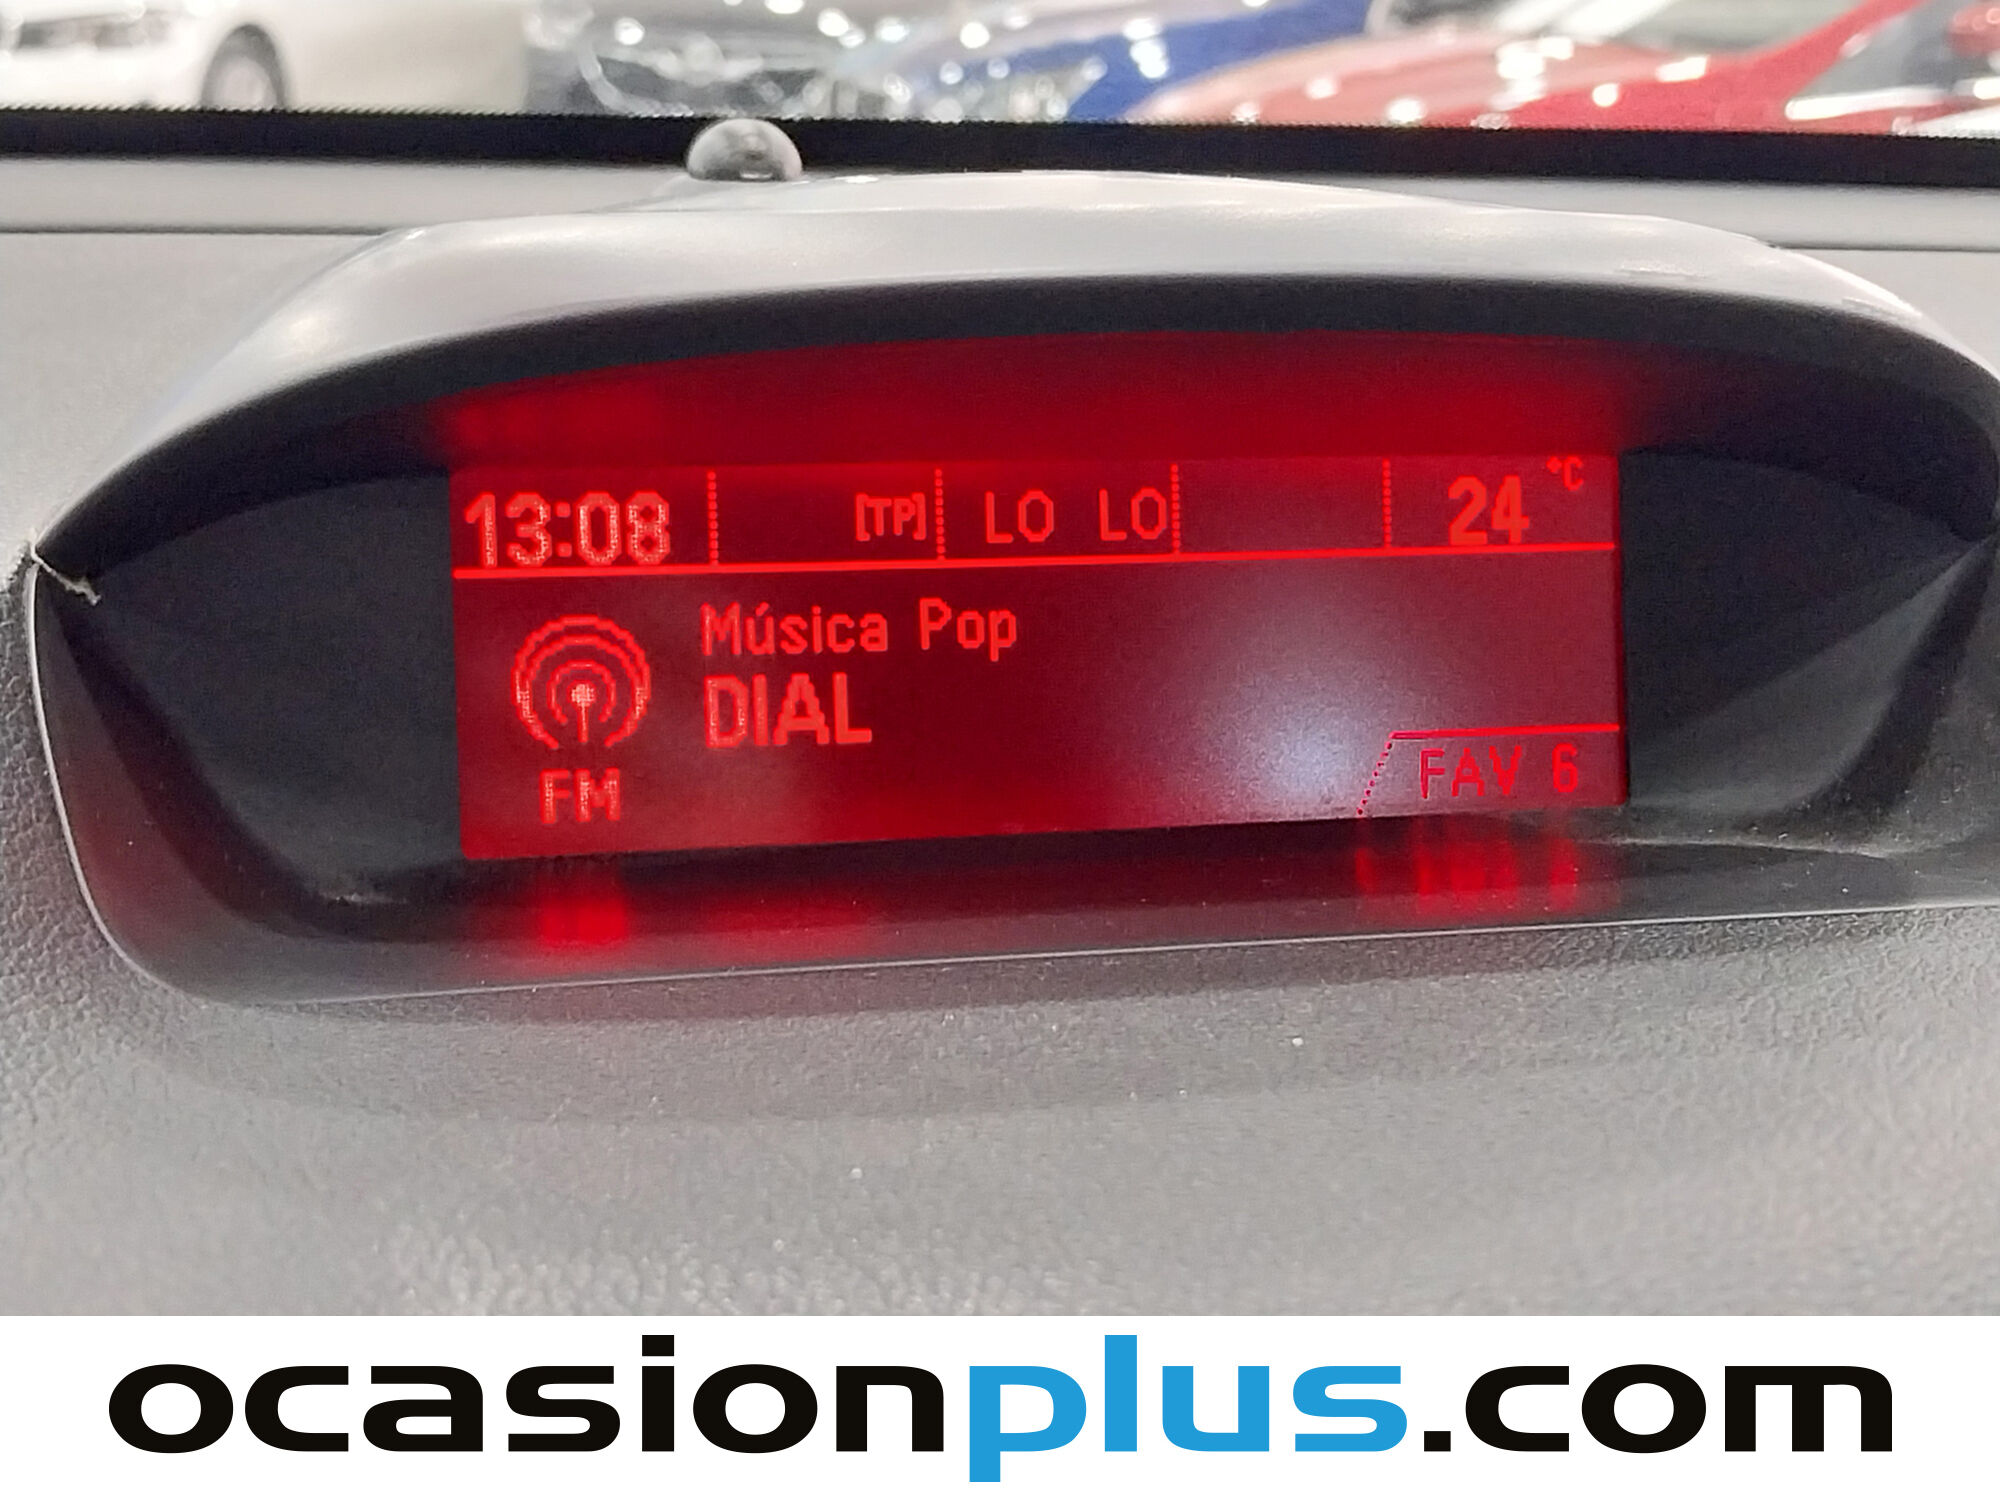 13:08 [TP] LO LO 24 °C
Música Pop
DIAL
FM
FAV 6
ocasionplus.com